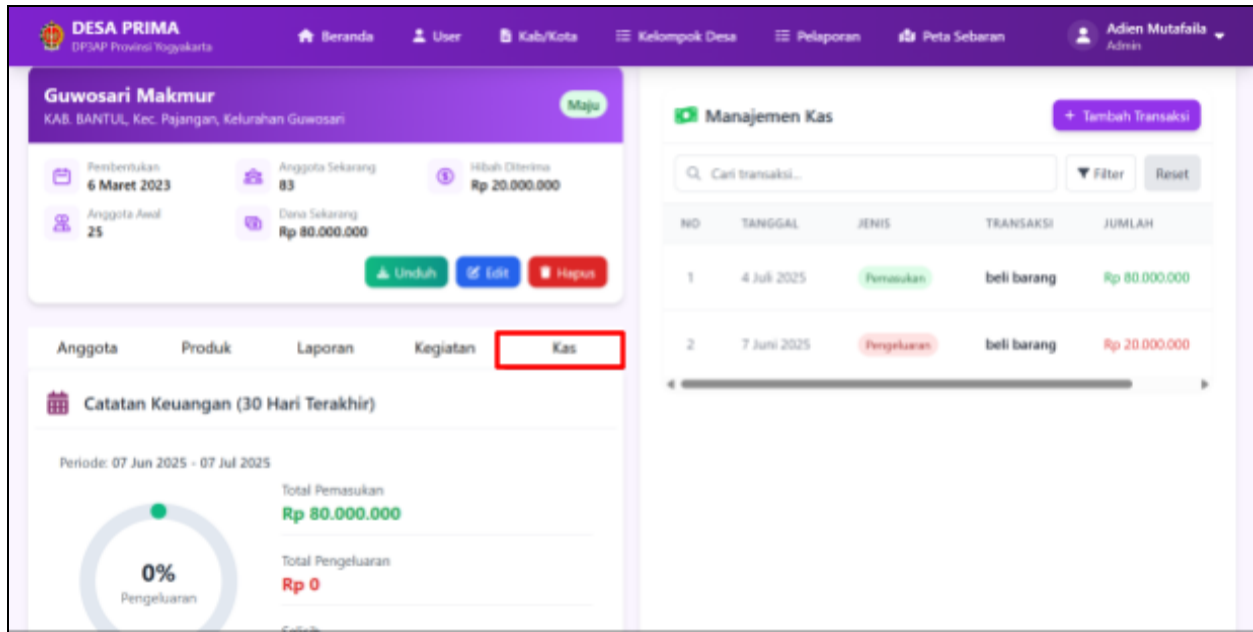 DESA PRIMA
DP3AP Provinsi Yogyakarta
Beranda
User
Kab/Kota
Kelompok Desa
Pelaporan
Peta Sebaran
Adien Mutafaila
Admin
Guwosari Makmur
KAB. BANTUL, Kec. Pajangan, Kelurahan Guwosari
Maju
Pembentukan
6 Maret 2023
Anggota Sekarang
83
Hibah Diterima
Rp 20.000.000
Anggota Awal
25
Dana Sekarang
Rp 80.000.000
Unduh
Edit
Hapus
Anggota
Produk
Laporan
Kegiatan
Kas
Catatan Keuangan (30 Hari Terakhir)
Periode: 07 Jun 2025 - 07 Jul 2025
0%
Pengeluaran
Total Pemasukan
Rp 80.000.000
Total Pengeluaran
Rp 0
Manajemen Kas
+ Tambah Transaksi
Cari transaksi...
Filter
Reset
NO TANGGAL JENIS TRANSAKSI JUMLAH
1 4 Juli 2025 Pemasukan beli barang Rp 80.000.000
2 7 Juni 2025 Pengeluaran beli barang Rp 20.000.000